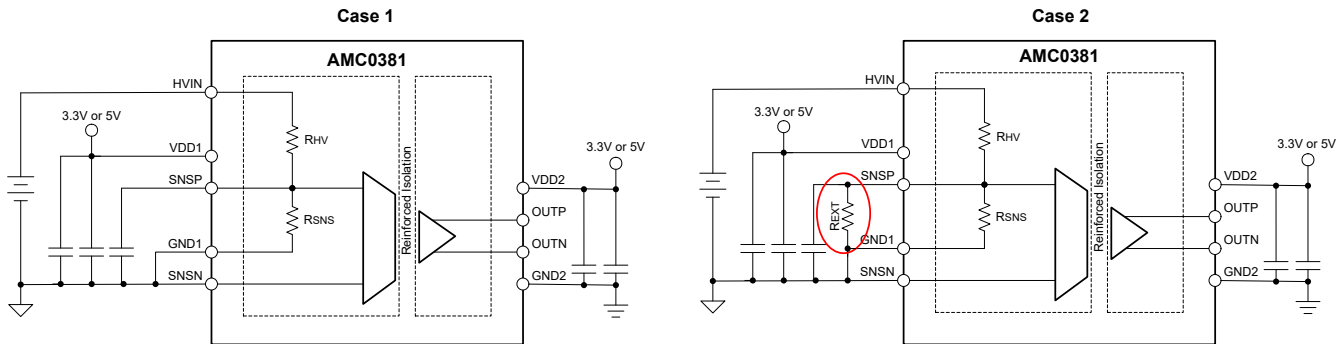 Case 1
AMC0381
HVIN
3.3V or 5V
RHV
VDD1
SNSP
RSNS
GND1
SNSN
Reinforced Isolation
3.3V or 5V
VDD2
OUTP
OUTN
GND2
Case 2
AMC0381
HVIN
3.3V or 5V
RHV
VDD1
SNSP
REXT
RSNS
GND1
SNSN
Reinforced Isolation
3.3V or 5V
VDD2
OUTP
OUTN
GND2